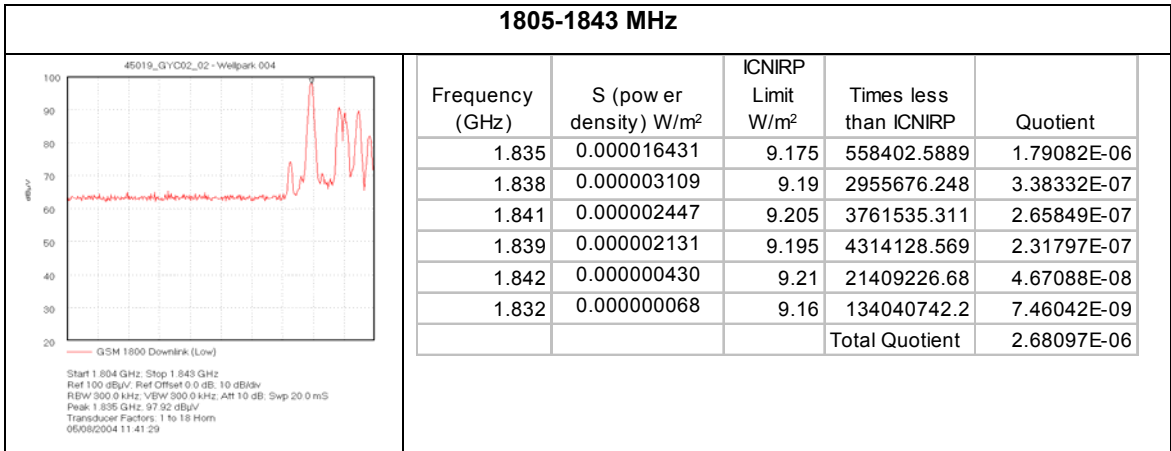 1805-1843 MHz
45019_GYC02_02 - Wellpark 004
100
90
80
70
60
50
40
30
20
dBµV
GSM 1800 Downlink (Low)
Start 1.804 GHz; Stop 1.843 GHz
Ref 100 dBµV; Ref Offset 0.0 dB; 10 dB/div
RBW 300.0 kHz; VBW 300.0 kHz; Att 10 dB; Swp 20.0 mS
Peak 1.835 GHz, 97.92 dBµV
Transducer Factors: 1 to 18 Horn
05/08/2004 11:41:29
Frequency (GHz) S (pow er density) W/m² ICNIRP Limit W/m² Times less than ICNIRP Quotient
1.835 0.000016431 9.175 558402.5889 1.79082E-06
1.838 0.000003109 9.19 2955676.248 3.38332E-07
1.841 0.000002447 9.205 3761535.311 2.65849E-07
1.839 0.000002131 9.195 4314128.569 2.31797E-07
1.842 0.000000430 9.21 21409226.68 4.67088E-08
1.832 0.000000068 9.16 134040742.2 7.46042E-09
Total Quotient 2.68097E-06